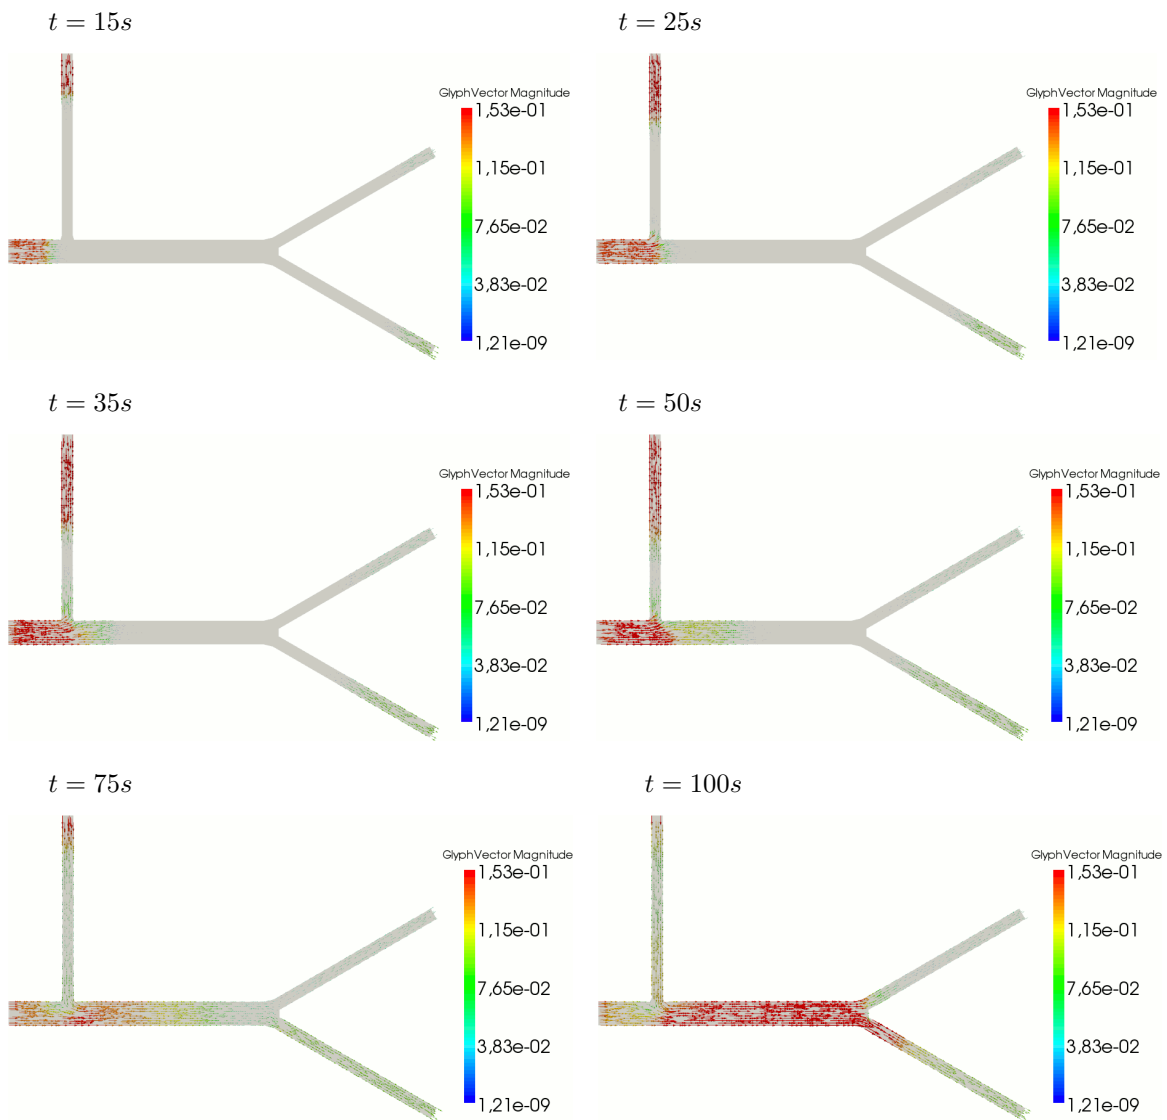 t = 15s
t = 25s
GlyphVector Magnitude
1,53e-01
1,15e-01
7,65e-02
3,83e-02
1,21e-09
GlyphVector Magnitude
1,53e-01
1,15e-01
7,65e-02
3,83e-02
1,21e-09
t = 35s
t = 50s
GlyphVector Magnitude
1,53e-01
1,15e-01
7,65e-02
3,83e-02
1,21e-09
GlyphVector Magnitude
1,53e-01
1,15e-01
7,65e-02
3,83e-02
1,21e-09
t = 75s
t = 100s
GlyphVector Magnitude
1,53e-01
1,15e-01
7,65e-02
3,83e-02
1,21e-09
GlyphVector Magnitude
1,53e-01
1,15e-01
7,65e-02
3,83e-02
1,21e-09